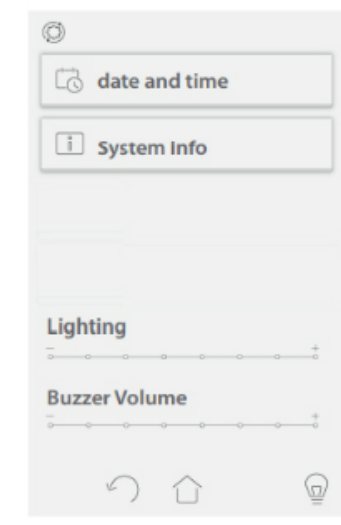 date and time
System Info
Lighting
- +
Buzzer Volume
- +